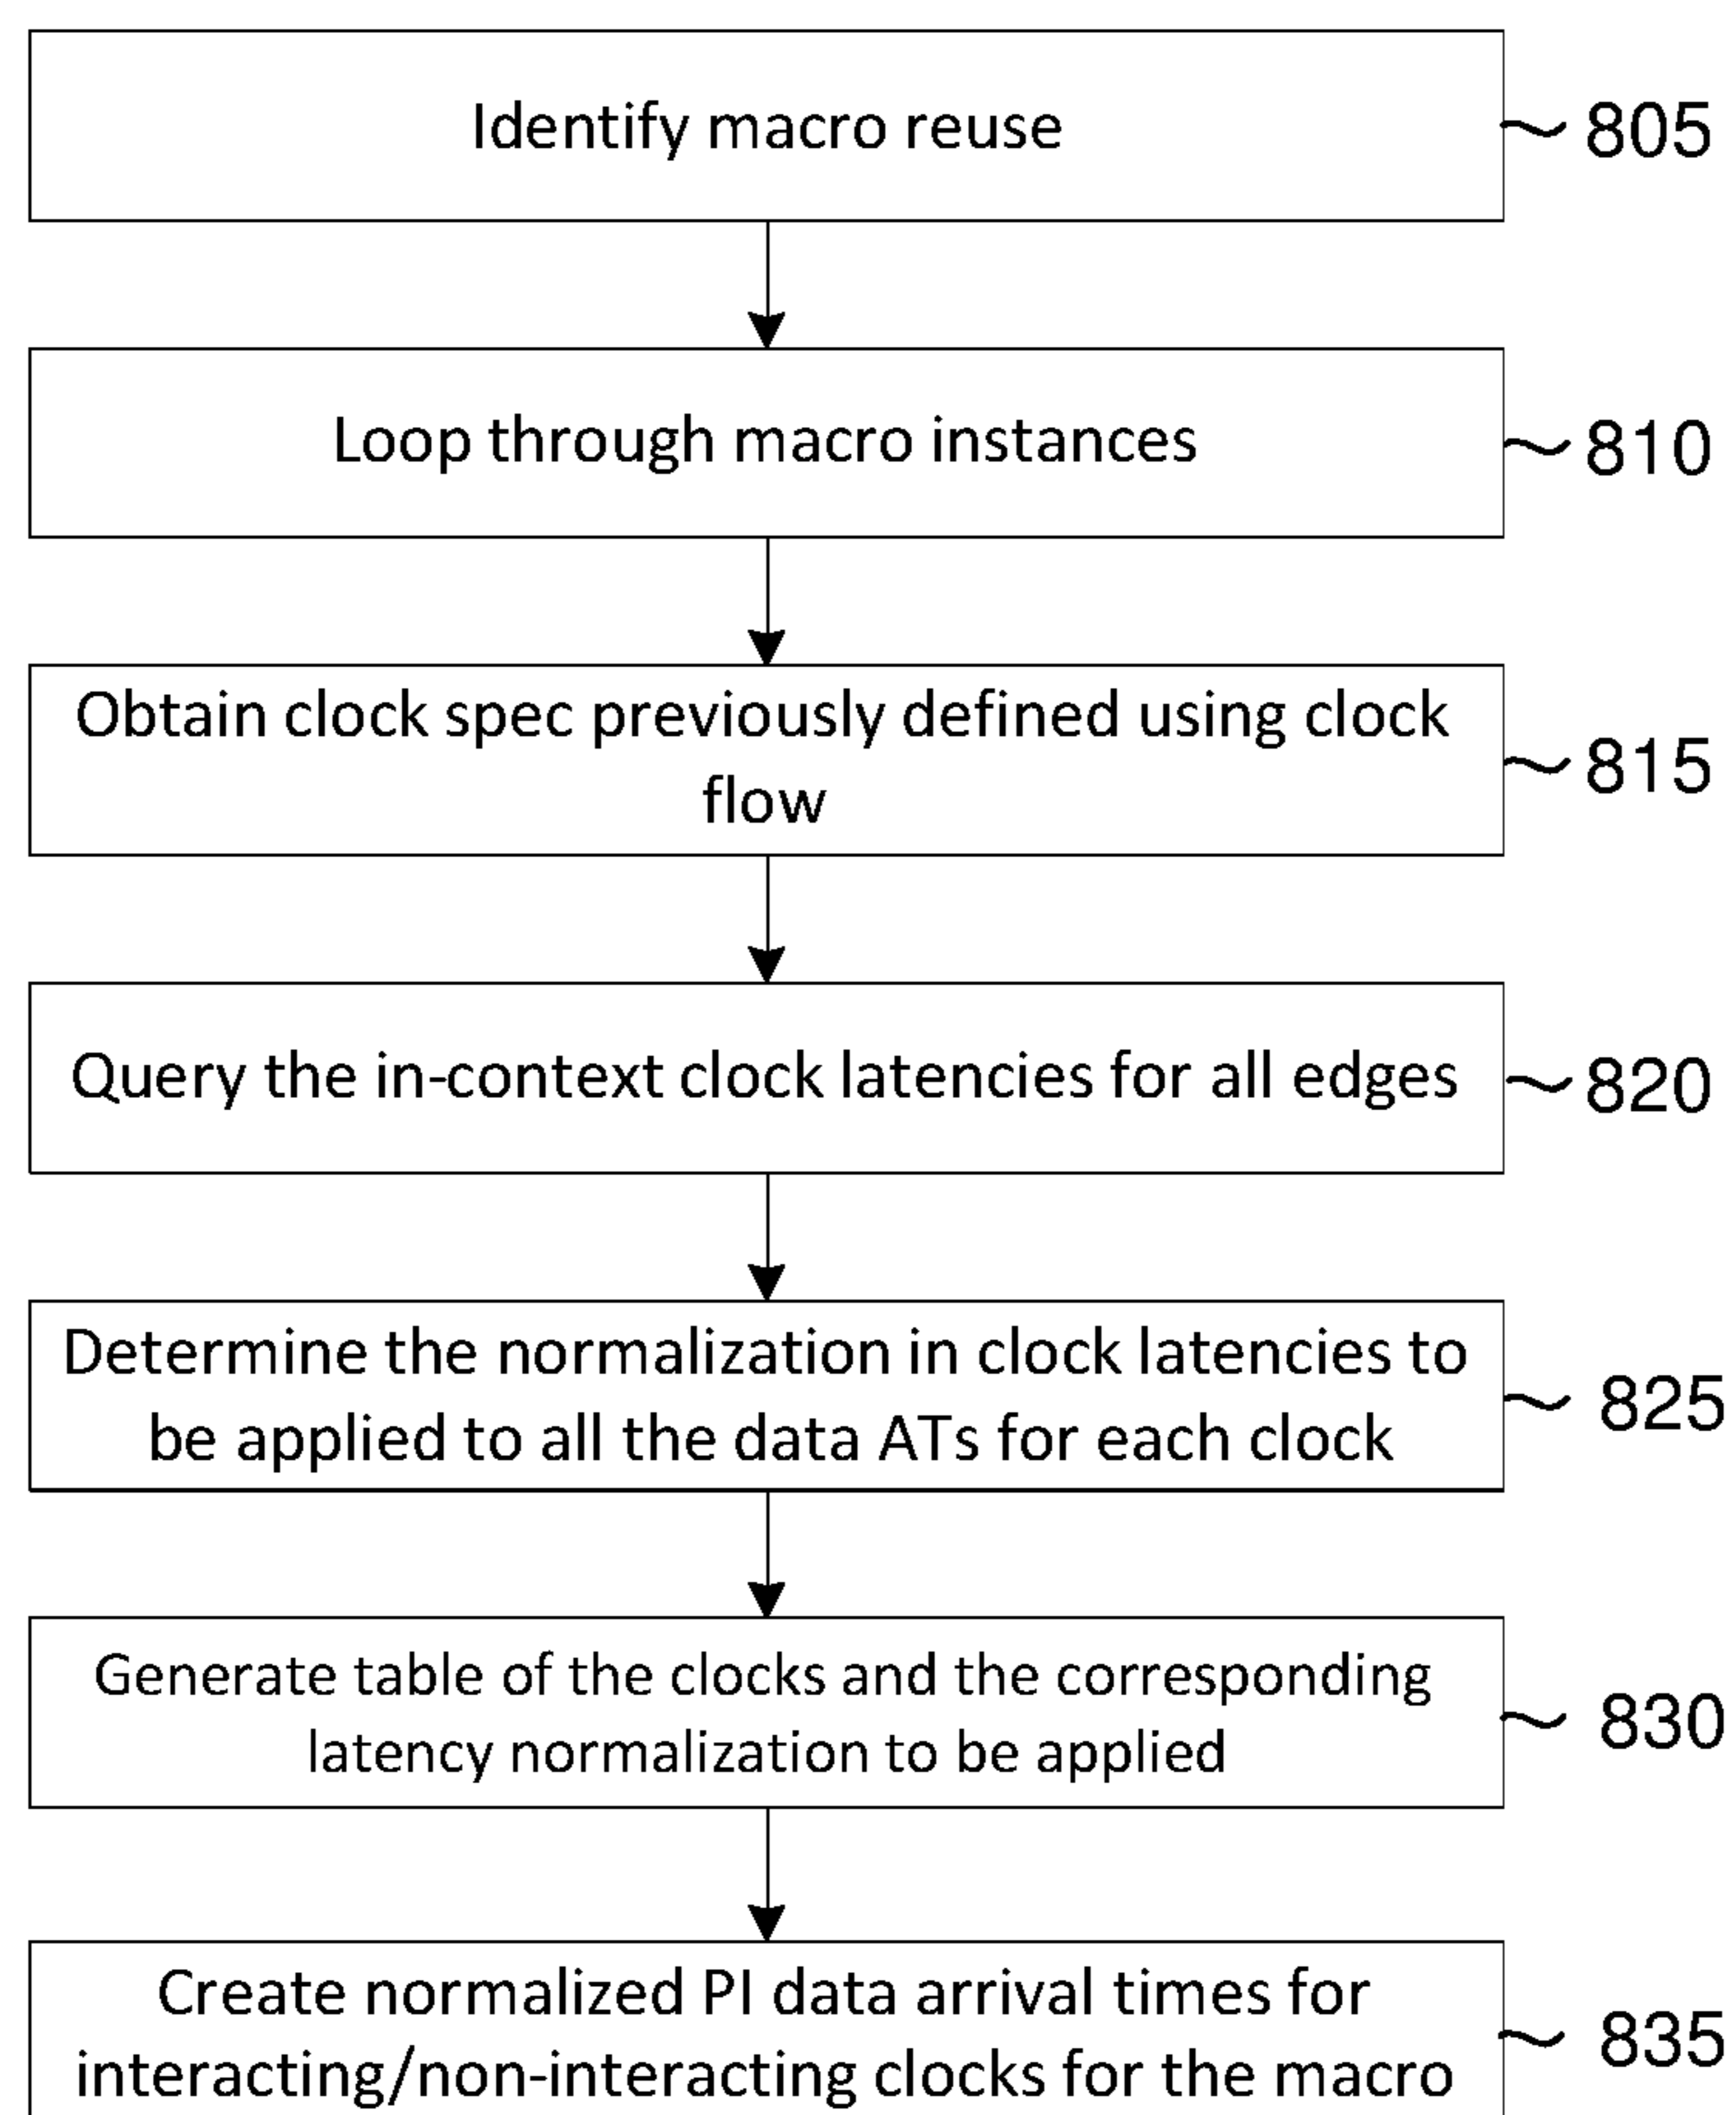 Identify macro reuse
805
Loop through macro instances
810
Obtain clock spec previously defined using clock
flow
815
Query the in-context clock latencies for all edges
820
Determine the normalization in clock latencies to
be applied to all the data ATs for each clock
825
Generate table of the clocks and the corresponding
latency normalization to be applied
830
Create normalized PI data arrival times for
interacting/non-interacting clocks for the macro
835